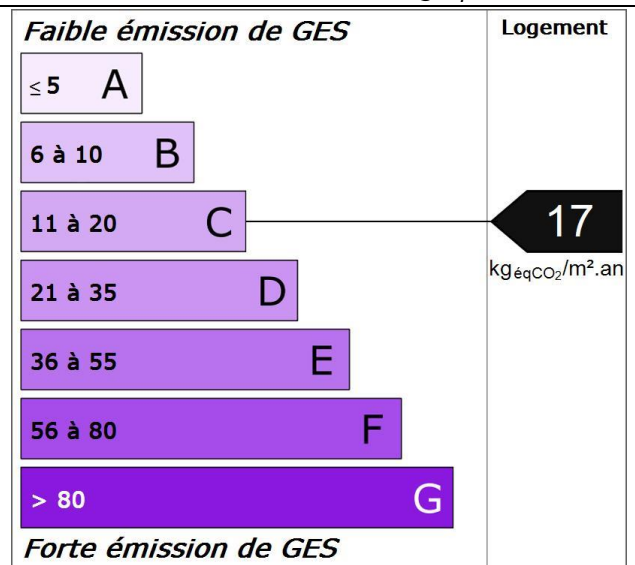 Faible émission de GES
Logement
≤ 5 A
6 à 10 B
11 à 20 C
17
kgéqCO₂/m².an
21 à 35 D
36 à 55 E
56 à 80 F
> 80 G
Forte émission de GES